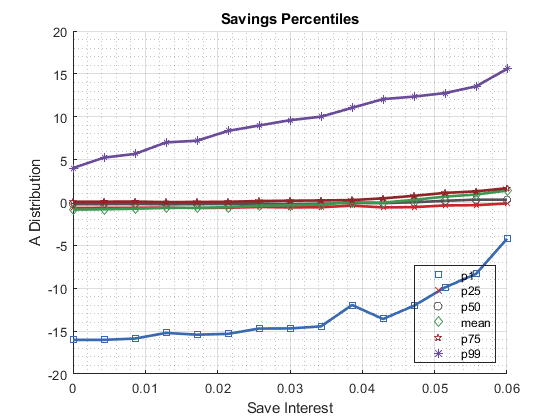 Savings Percentiles
20
15
10
5
0
-5
-10
-15
-20
A Distribution
0
0.01
0.02
0.03
0.04
0.05
0.06
Save Interest
p1
p25
p50
mean
p75
p99